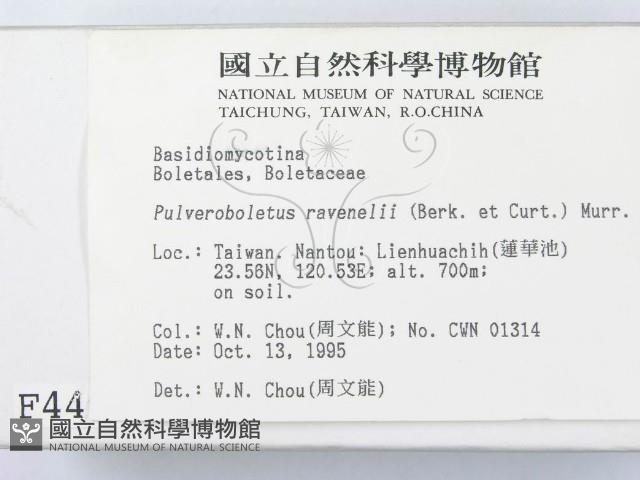 國立自然科學博物館
NATIONAL MUSEUM OF NATURAL SCIENCE
TAICHUNG, TAIWAN, R.O.CHINA
Basidiomycotina
Boletales, Boletaceae
Pulveroboletus ravenelii (Berk. et Curt.) Murr.
Loc.: Taiwan. Nantou: Lienhuachih(蓮華池)
23.56N, 120.53E; alt. 700m;
on soil.
Col.: W.N. Chou(周文能); No. CWN 01314
Date: Oct. 13, 1995
Det.: W.N. Chou(周文能)
F44
國立自然科學博物館
NATIONAL MUSEUM OF NATURAL SCIENCE